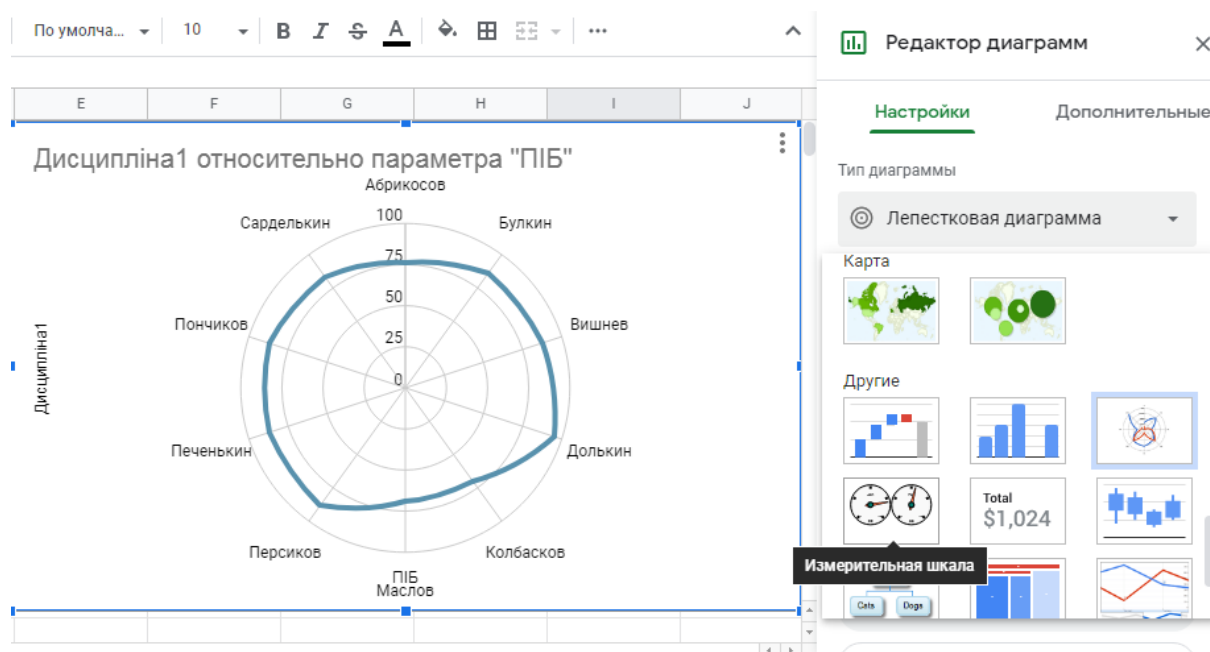 По умолча...
10
B I S A
Редактор диаграмм
E F G H I J
Настройки
Дополнительные
Дисципліна1 относительно параметра "ПІБ"
Тип диаграммы
Лепестковая диаграмма
Абрикосов
Сарделькин
100
Булкин
75
50
Пончиков
Вишнев
25
0
Дисципліна1
Печенькин
Долькин
Персиков
Колбасков
ПІБ
Маслов
Карта
Другие
Total
$1,024
Измерительная шкала
Cats
Dogs